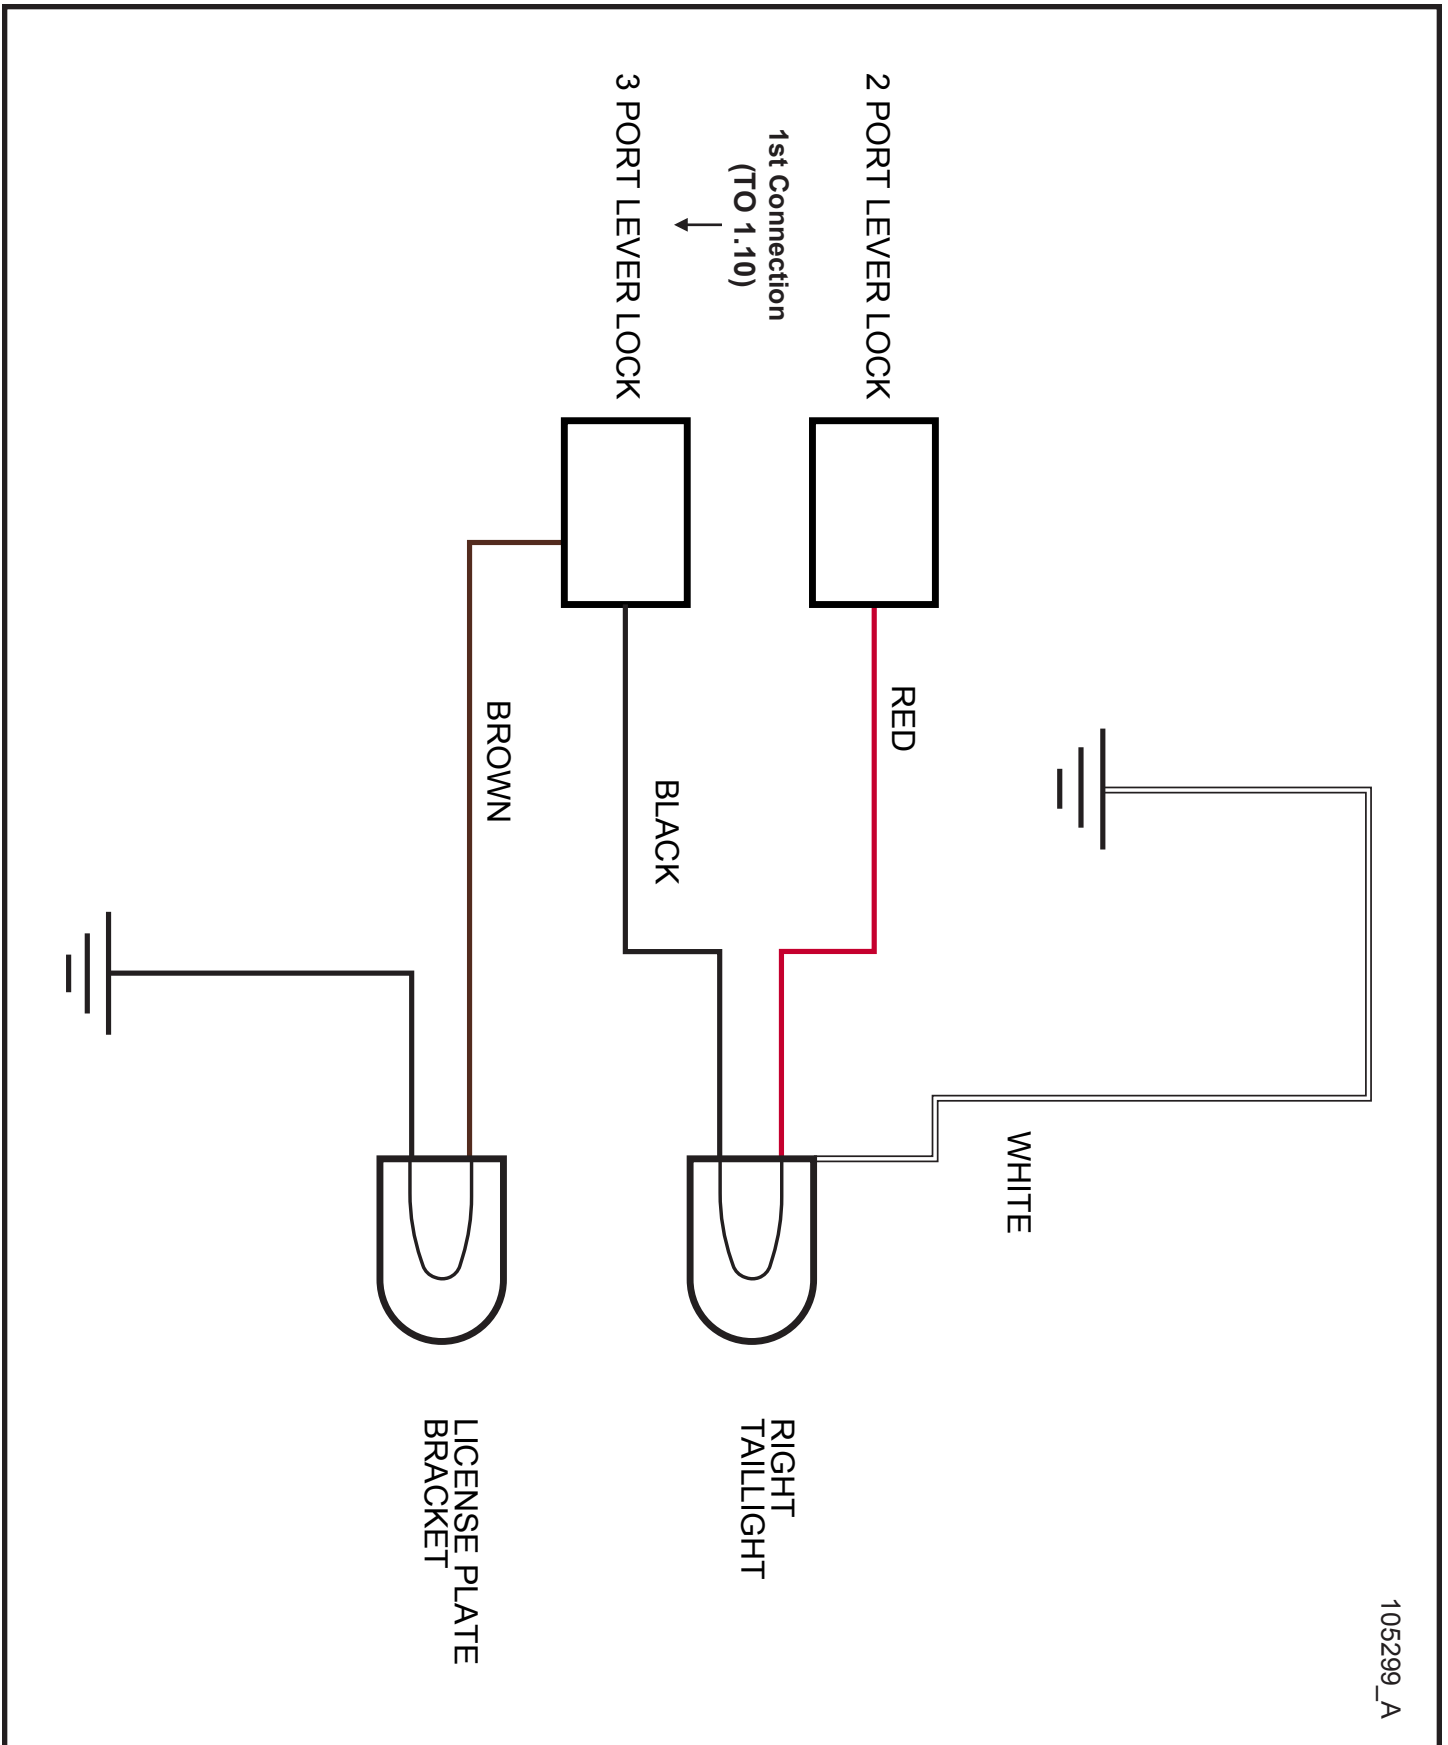 105299_A
WHITE
2 PORT LEVER LOCK
RED
1st Connection
(TO 1.10)
RIGHT
TAILLIGHT
3 PORT LEVER LOCK
BLACK
BROWN
LICENSE PLATE
BRACKET